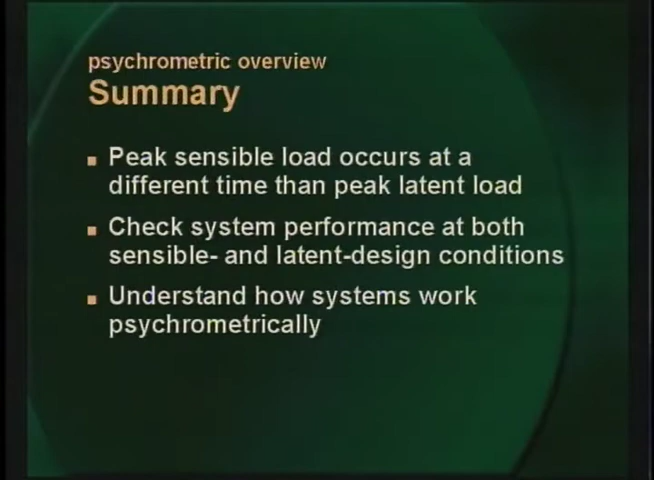 psychrometric overview
Summary
Peak sensible load occurs at a
different time than peak latent load
Check system performance at both
sensible- and latent-design conditions
Understand how systems work
psychrometrically